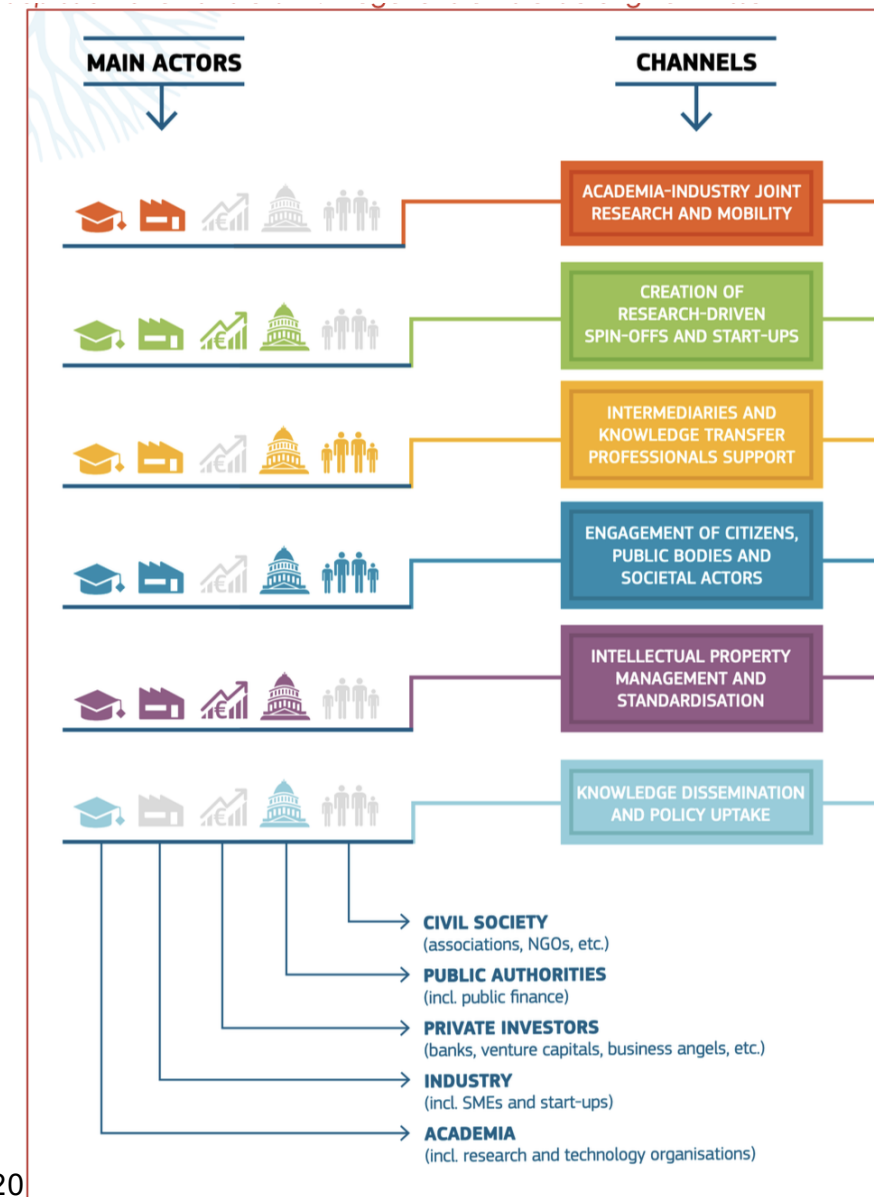 MAIN ACTORS
CHANNELS
ACADEMIA-INDUSTRY JOINT
RESEARCH AND MOBILITY
CREATION OF
RESEARCH-DRIVEN
SPIN-OFFS AND START-UPS
INTERMEDIARIES AND
KNOWLEDGE TRANSFER
PROFESSIONALS SUPPORT
ENGAGEMENT OF CITIZENS,
PUBLIC BODIES AND
SOCIETAL ACTORS
INTELLECTUAL PROPERTY
MANAGEMENT AND
STANDARDISATION
KNOWLEDGE DISSEMINATION
AND POLICY UPTAKE
CIVIL SOCIETY
(associations, NGOs, etc.)
PUBLIC AUTHORITIES
(incl. public finance)
PRIVATE INVESTORS
(banks, venture capitals, business angels, etc.)
INDUSTRY
(incl. SMEs and start-ups)
ACADEMIA
(incl. research and technology organisations)
20